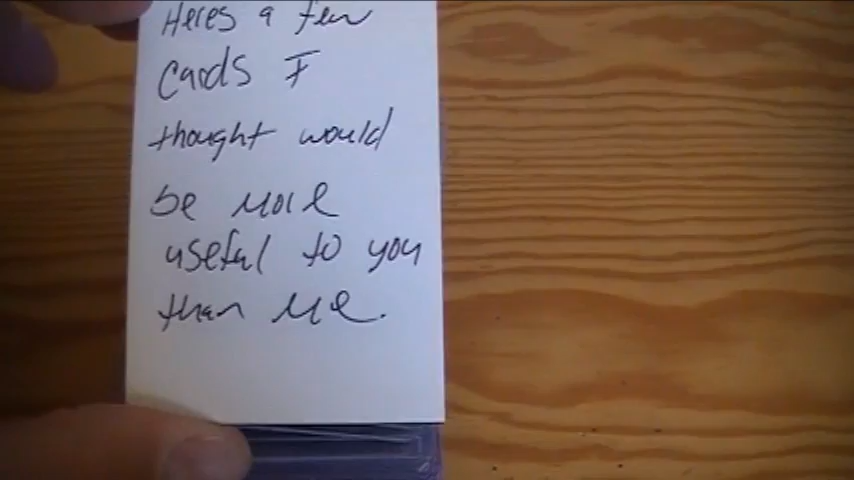 Heres a few
cards I
thought would
be more
useful to you
than me.